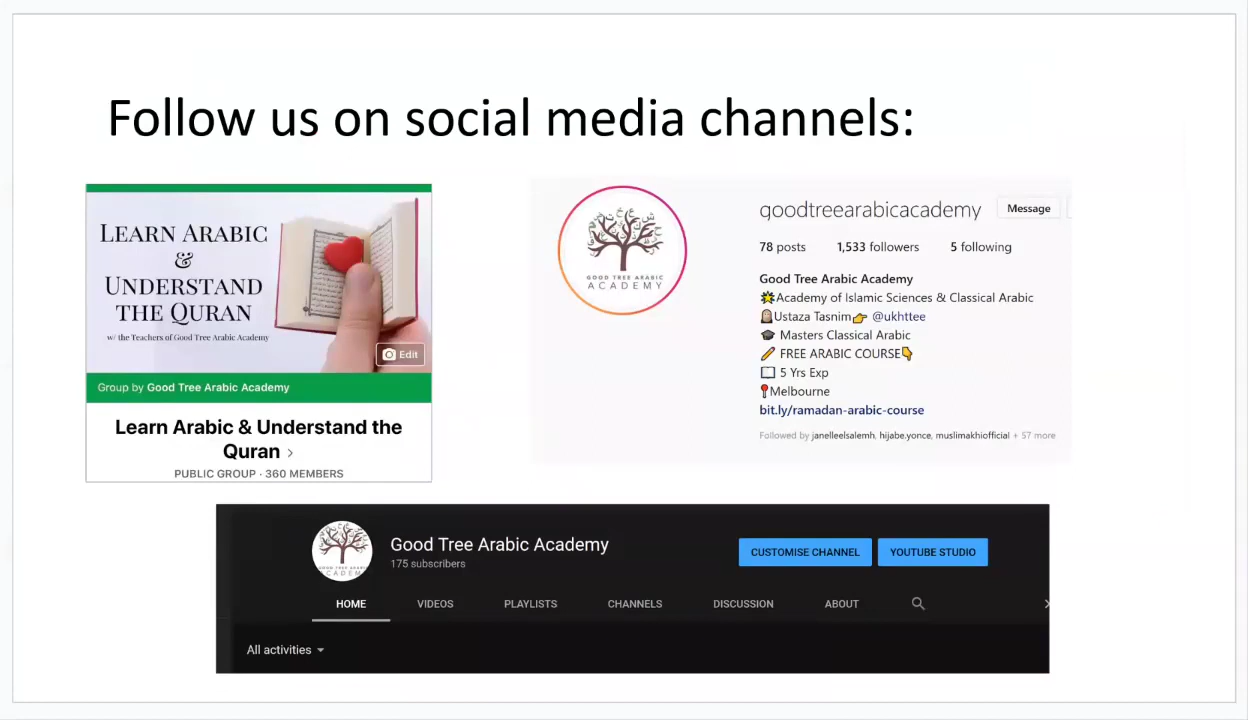 Follow us on social media channels:
LEARN ARABIC
&
UNDERSTAND
THE QURAN
w/ the Teachers of Good Tree Arabic Academy
Edit
Group by Good Tree Arabic Academy
Learn Arabic & Understand the
Quran >
PUBLIC GROUP · 360 MEMBERS
GOOD TREE ARABIC
ACADEMY
goodtreearabicacademy Message
78 posts 1,533 followers 5 following
Good Tree Arabic Academy
Academy of Islamic Sciences & Classical Arabic
Ustaza Tasnim @ukhttee
Masters Classical Arabic
FREE ARABIC COURSE
5 Yrs Exp
Melbourne
bit.ly/ramadan-arabic-course
Followed by janelleelsalemh, hijabe.yonce, muslimakhiofficial + 57 more
GOOD TREE ARABIC
ACADEMY
Good Tree Arabic Academy
175 subscribers
CUSTOMISE CHANNEL YOUTUBE STUDIO
HOME VIDEOS PLAYLISTS CHANNELS DISCUSSION ABOUT
All activities